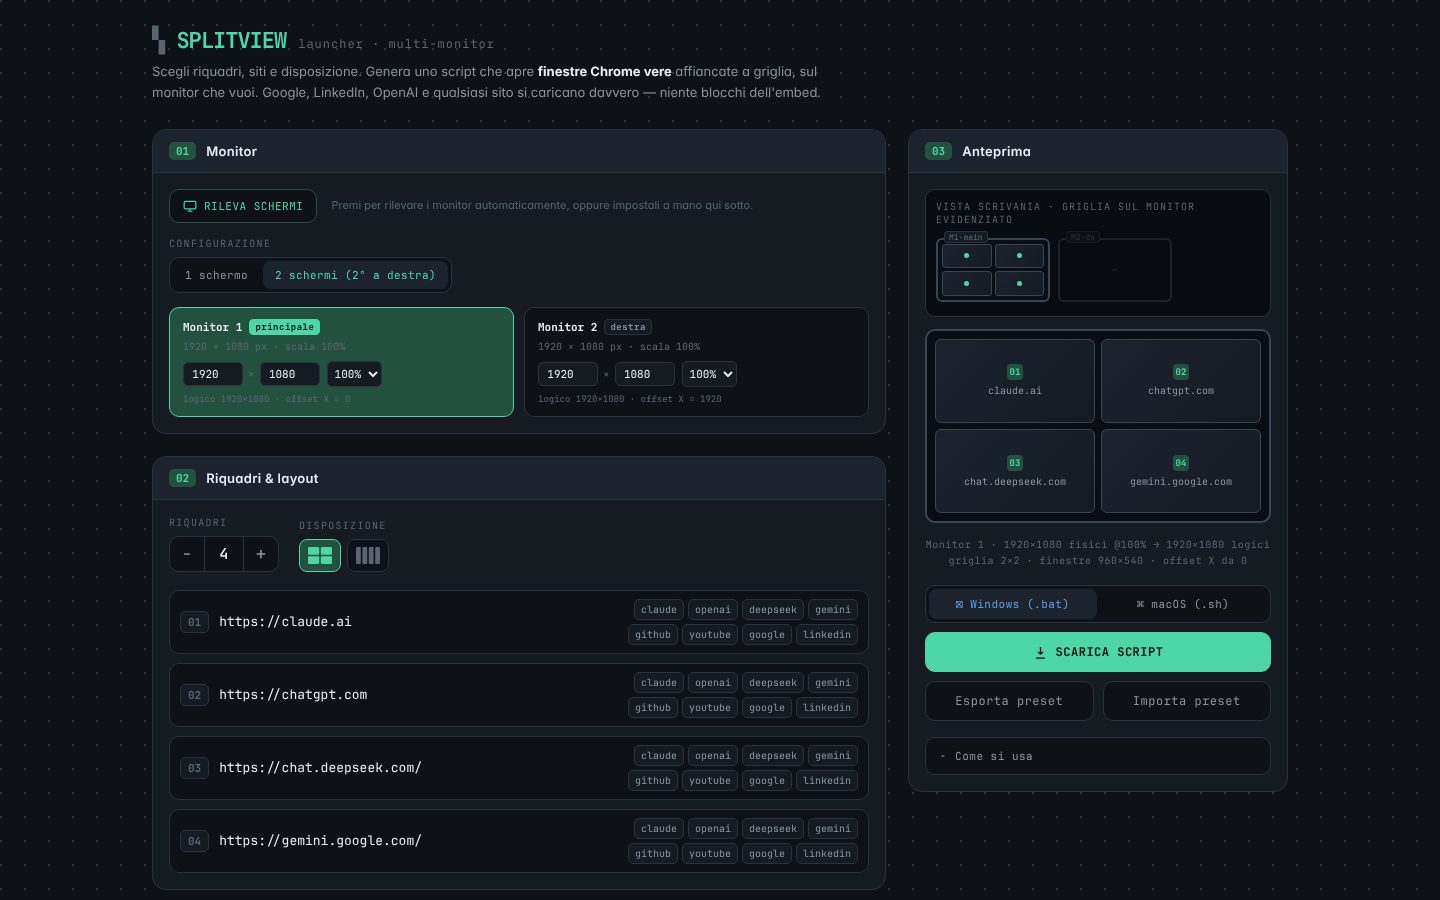 SPLITVIEW launcher · multi-monitor
Scegli riquadri, siti e disposizione. Genera uno script che apre finestre Chrome vere affiancate a griglia, sul
monitor che vuoi. Google, LinkedIn, OpenAI e qualsiasi sito si caricano davvero — niente blocchi dell'embed.
01 Monitor
RILEVA SCHERMI Premi per rilevare i monitor automaticamente, oppure impostali a mano qui sotto.
CONFIGURAZIONE
1 schermo 2 schermi (2° a destra)
Monitor 1 principale
1920 × 1080 px · scala 100%
1920 × 1080 100%
logico 1920×1080 · offset X = 0
Monitor 2 destra
1920 × 1080 px · scala 100%
1920 × 1080 100%
logico 1920×1080 · offset X = 1920
02 Riquadri & layout
RIQUADRI
- 4 +
DISPOSIZIONE
01 https://claude.ai
claude openai deepseek gemini
github youtube google linkedin
02 https://chatgpt.com
claude openai deepseek gemini
github youtube google linkedin
03 https://chat.deepseek.com/
claude openai deepseek gemini
github youtube google linkedin
04 https://gemini.google.com/
claude openai deepseek gemini
github youtube google linkedin
03 Anteprima
VISTA SCRIVANIA · GRIGLIA SUL MONITOR
EVIDENZIATO
M1·main M2·dx
01
claude.ai
02
chatgpt.com
03
chat.deepseek.com
04
gemini.google.com
Monitor 1 · 1920×1080 fisici @100% → 1920×1080 logici
griglia 2×2 · finestre 960×540 · offset X da 0
⊠ Windows (.bat) ⌘ macOS (.sh)
SCARICA SCRIPT
Esporta preset Importa preset
Come si usa